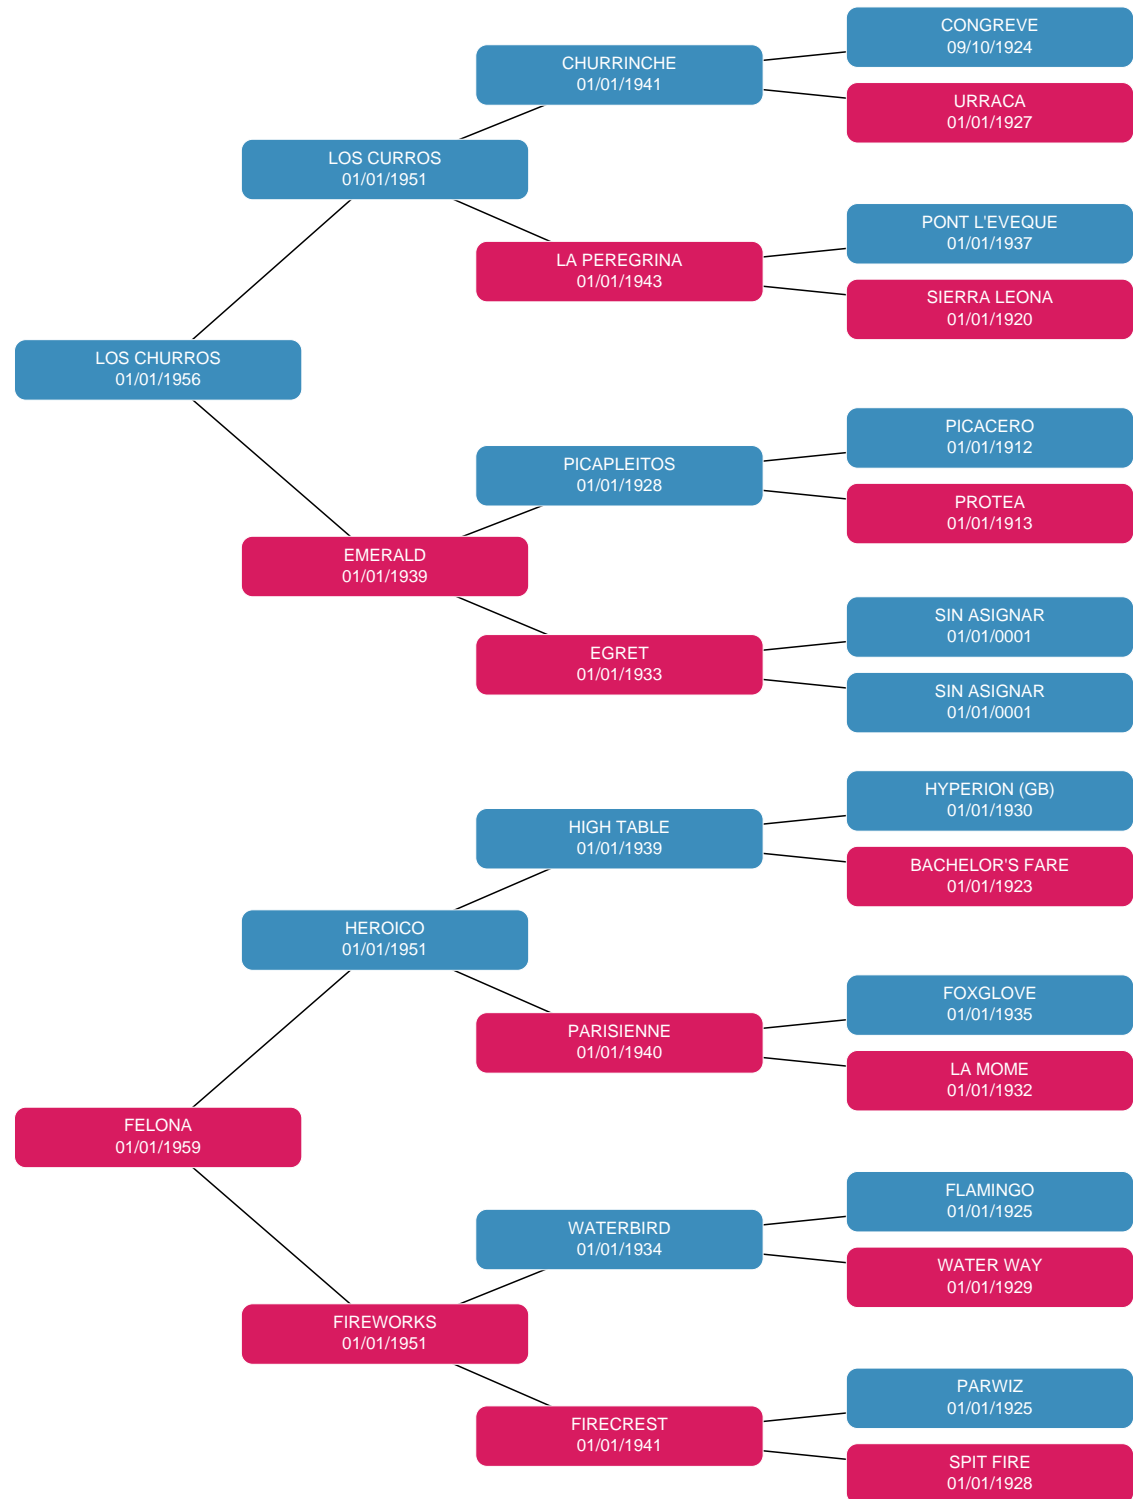 CONGREVE
09/10/1924
CHURRINCHE
01/01/1941
URRACA
01/01/1927
LOS CURROS
01/01/1951
PONT L'EVEQUE
01/01/1937
LA PEREGRINA
01/01/1943
SIERRA LEONA
01/01/1920
LOS CHURROS
01/01/1956
PICACERO
01/01/1912
PICAPLEITOS
01/01/1928
PROTEA
01/01/1913
EMERALD
01/01/1939
SIN ASIGNAR
01/01/0001
EGRET
01/01/1933
SIN ASIGNAR
01/01/0001
HYPERION (GB)
01/01/1930
HIGH TABLE
01/01/1939
BACHELOR'S FARE
01/01/1923
HEROICO
01/01/1951
FOXGLOVE
01/01/1935
PARISIENNE
01/01/1940
LA MOME
01/01/1932
FELONA
01/01/1959
FLAMINGO
01/01/1925
WATERBIRD
01/01/1934
WATER WAY
01/01/1929
FIREWORKS
01/01/1951
PARWIZ
01/01/1925
FIRECREST
01/01/1941
SPIT FIRE
01/01/1928